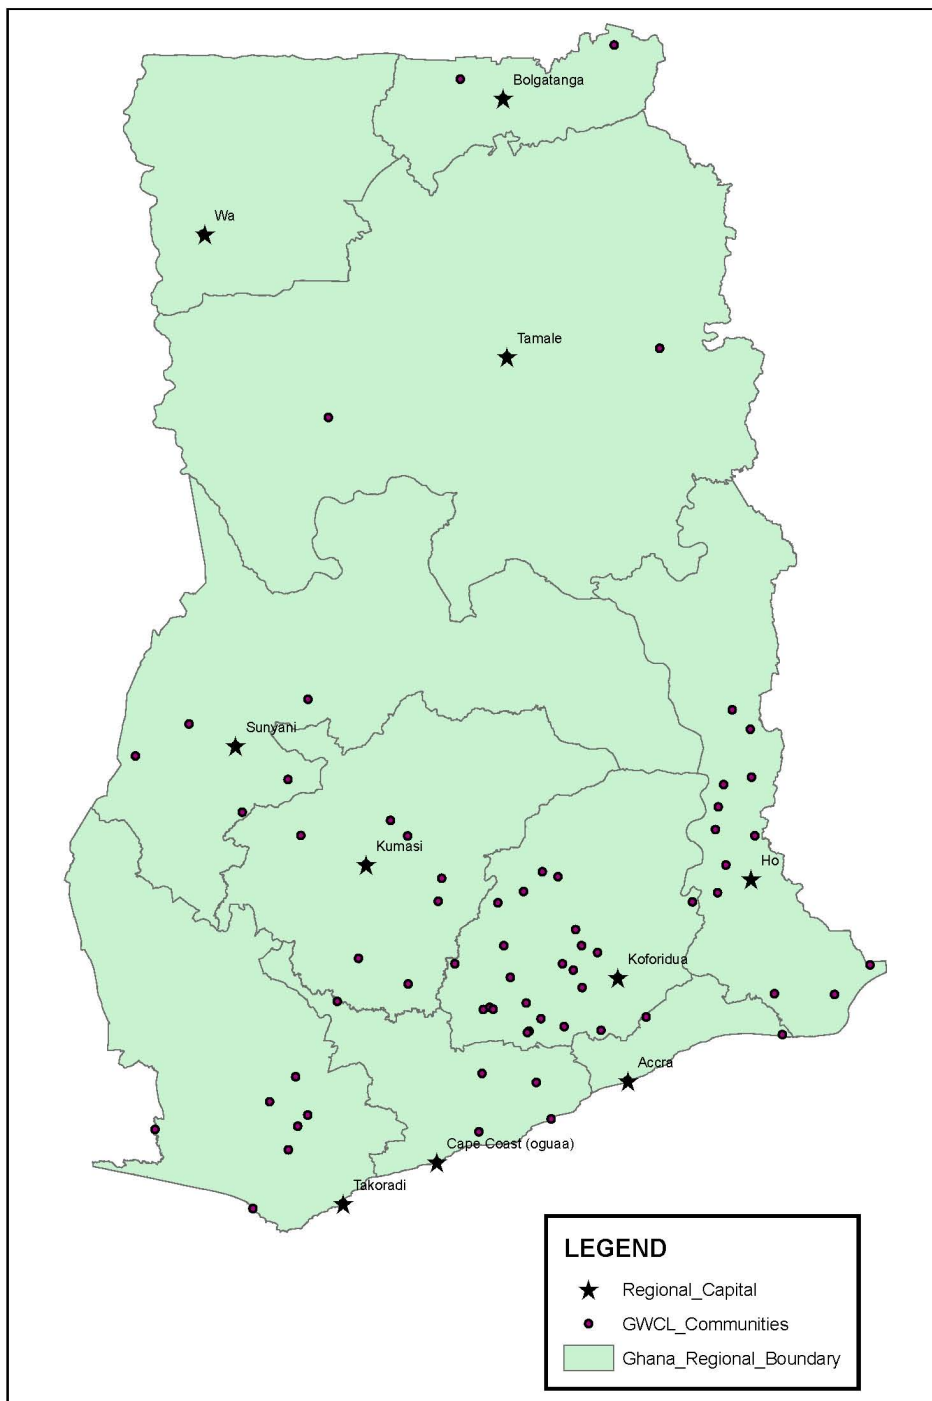 Bolgatanga
Wa
Tamale
Sunyani
Kumasi
Ho
Koforidua
Accra
Cape Coast (oguaa)
Takoradi
LEGEND
Regional_Capital
GWCL_Communities
Ghana_Regional_Boundary